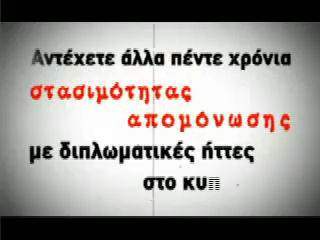 Αντέχετε άλλα πέντε χρόνια
στασιμότητας
απομόνωσης
με διπλωματικές ήττες
στο